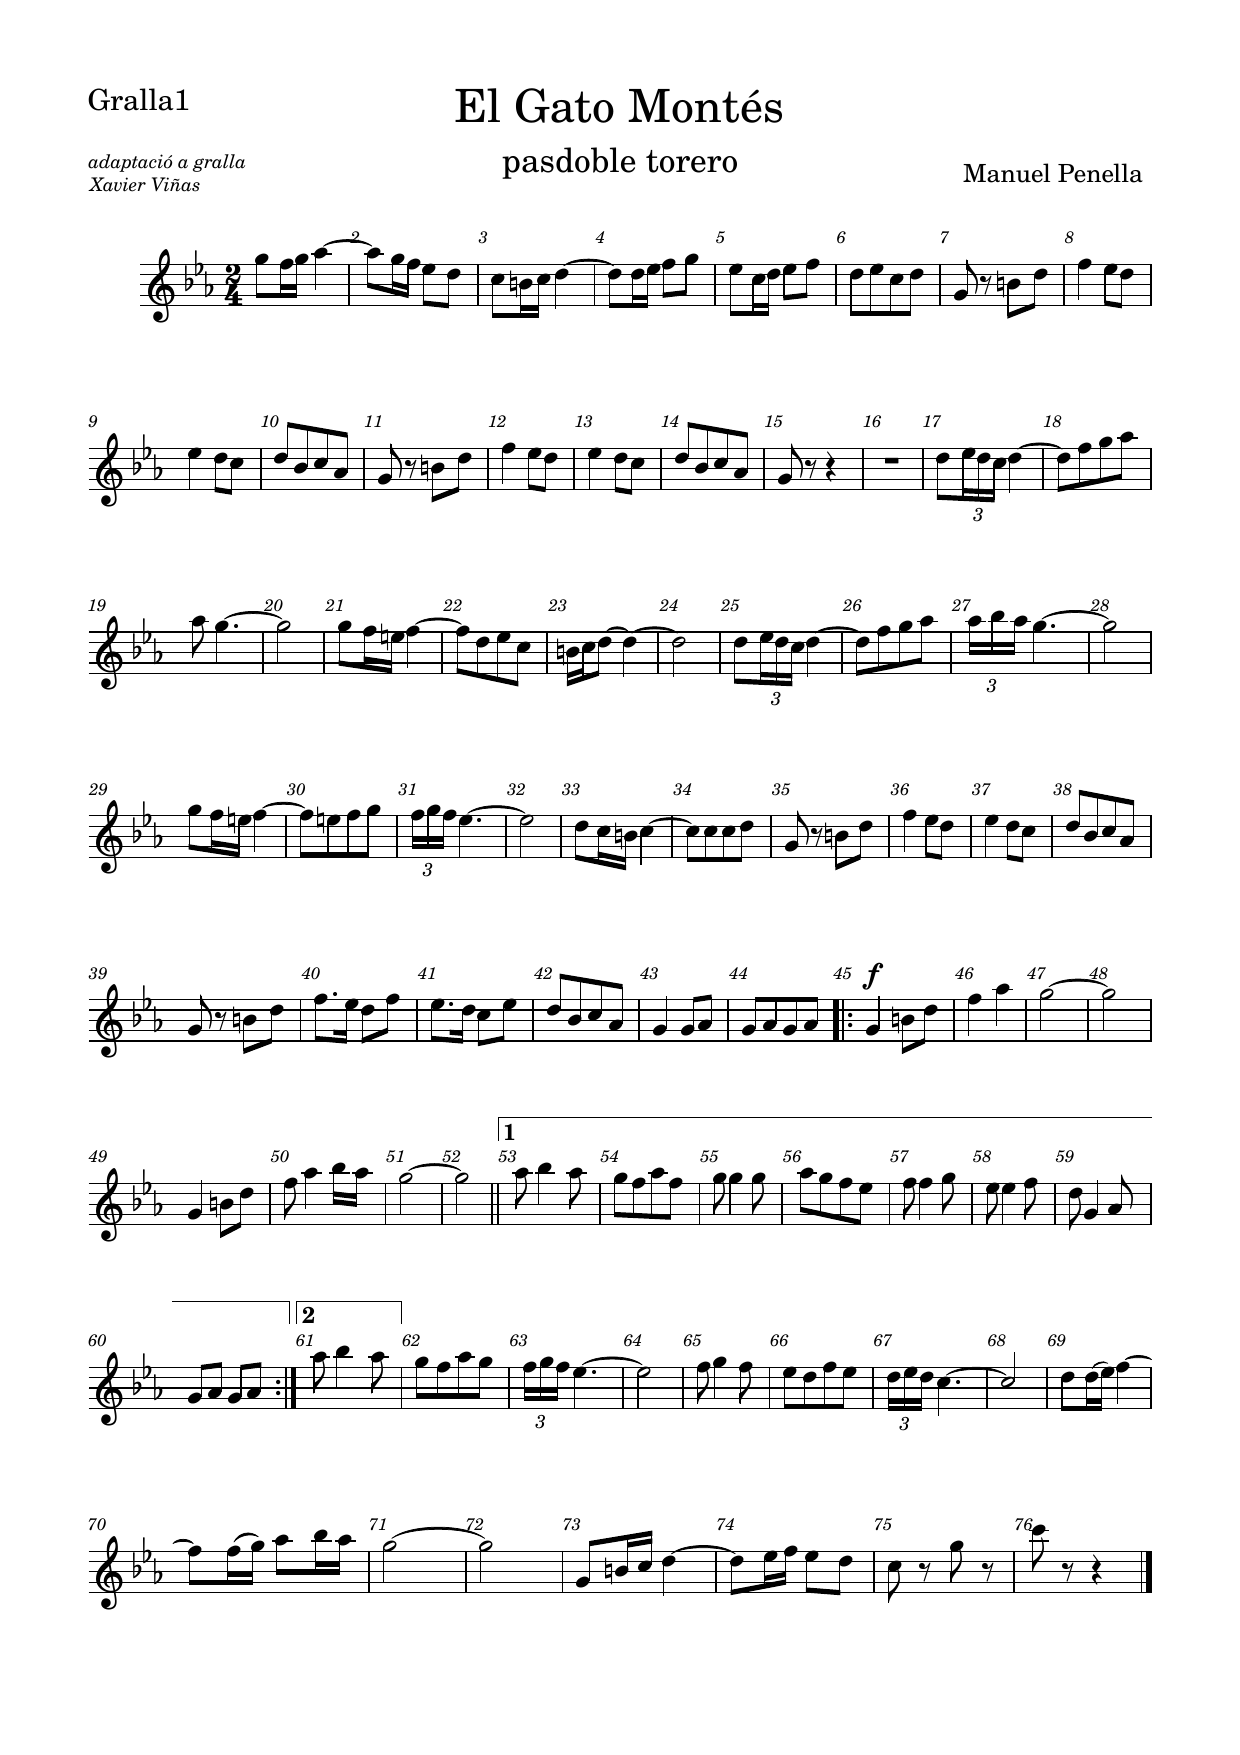 Gralla1
El Gato Montés
adaptació a gralla
pasdoble torero
Xavier Viñas
Manuel Penella
2 3 4 5 6 7 8
2
4
9 10 11 12 13 14 15 16 17 18
3
19 20 21 22 23 24 25 26 27 28
3 3
29 30 31 32 33 34 35 36 37 38
3
39 40 41 42 43 44 45 f 46 47 48
1
49 50 51 52 53 54 55 56 57 58 59
2
60 61 62 63 64 65 66 67 68 69
3 3
70 71 72 73 74 75 76